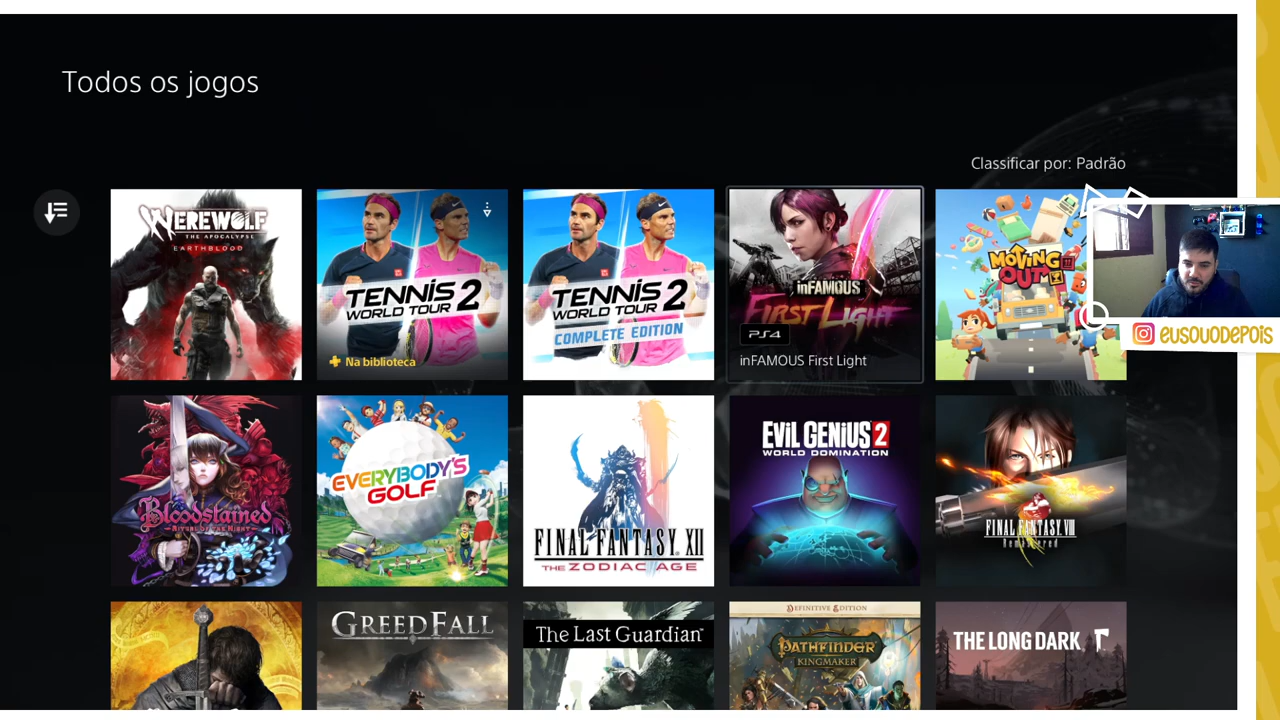 Todos os jogos
Classificar por: Padrão
WEREWOLF
THE APOCALYPSE
EARTHBLOOD
TENNIS
WORLD TOUR 2
Na biblioteca
TENNIS
WORLD TOUR 2
COMPLETE EDITION
inFAMOUS
FIRST LIGHT
PS4
inFAMOUS First Light
MOVING
OUT
EUSOUODEPOIS
Bloodstained
RITUAL OF THE NIGHT
EVERYBODY'S
GOLF™
FINAL FANTASY XII
THE ZODIAC AGE
EVIL GENIUS 2
WORLD DOMINATION
FINAL FANTASY VIII
Remastered
GREEDFALL
The Last Guardian™
DEFINITIVE EDITION
PATHFINDER
KINGMAKER
THE LONG DARK